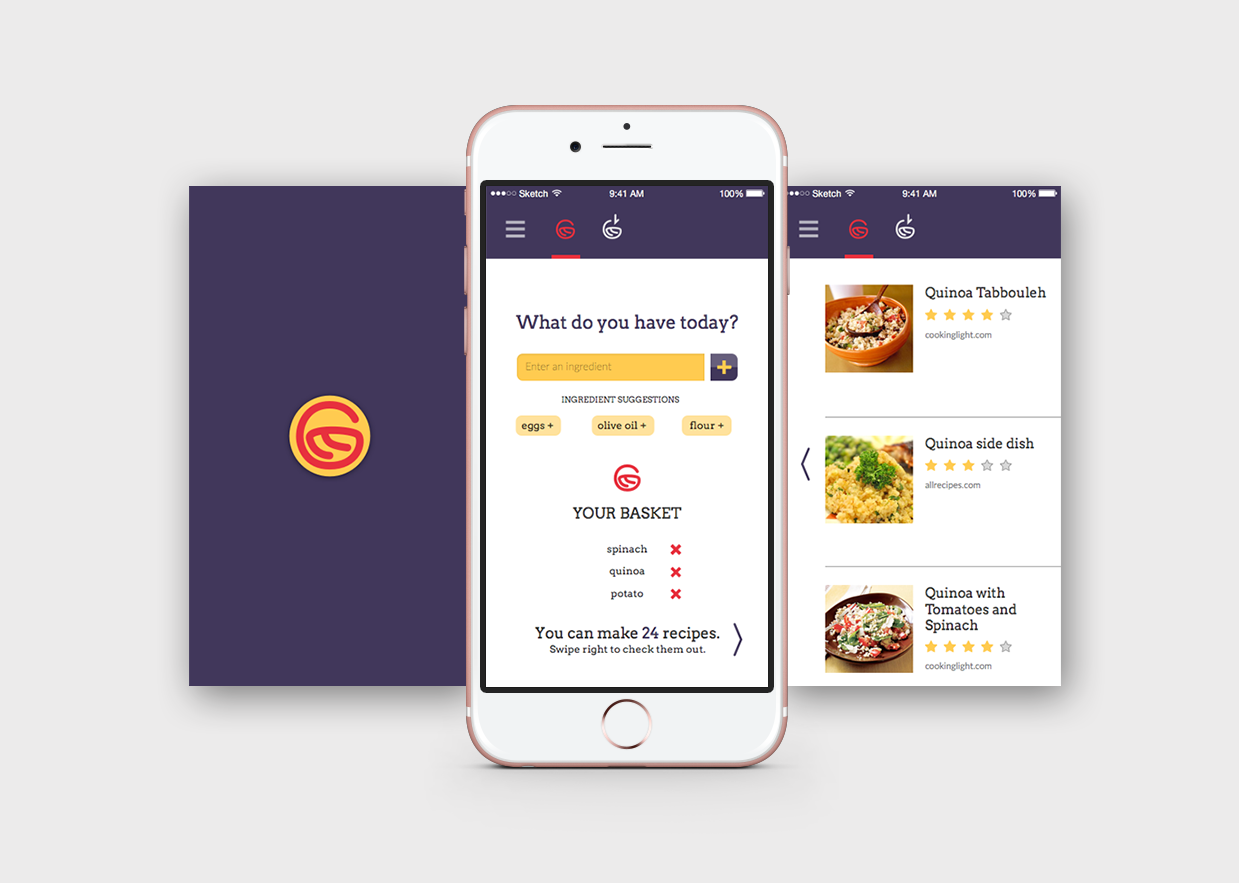 Sketch 9:41 AM 100%
What do you have today?
Enter an ingredient
+
INGREDIENT SUGGESTIONS
eggs + olive oil + flour +
YOUR BASKET
spinach
quinoa
potato
You can make 24 recipes.
Swipe right to check them out.
Sketch 9:41 AM 100%
Quinoa Tabbouleh
cookinglight.com
Quinoa side dish
allrecipes.com
Quinoa with
Tomatoes and
Spinach
cookinglight.com